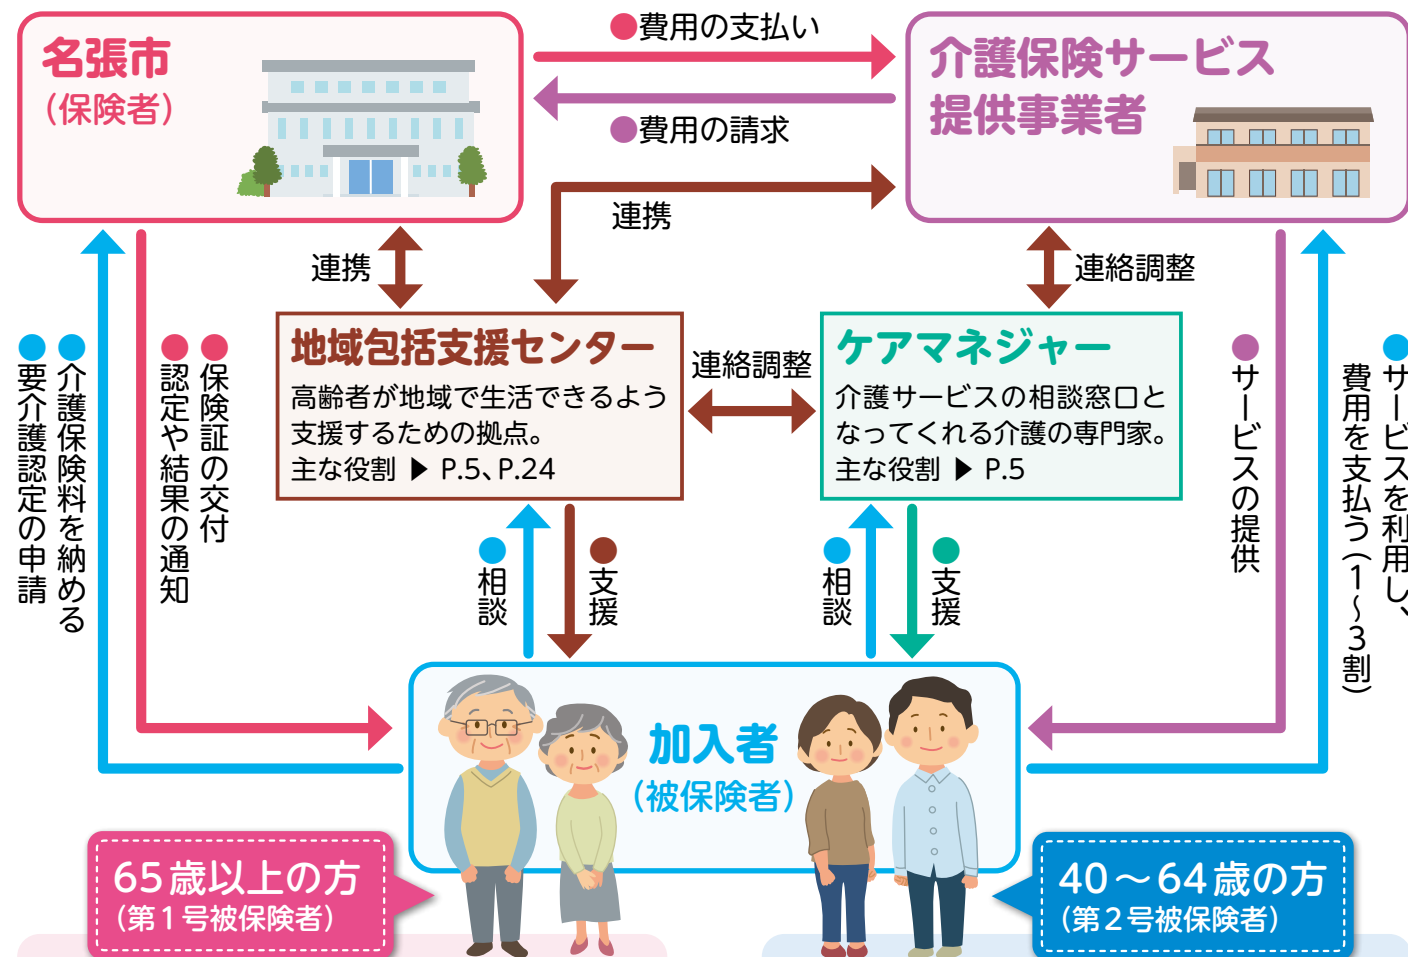 名張市
（保険者）
●費用の支払い
●費用の請求
介護保険サービス
提供事業者
連携
連携
連絡調整
地域包括支援センター
高齢者が地域で生活できるよう
支援するための拠点。
主な役割 ▶ P.5、P.24
連絡調整
ケアマネジャー
介護サービスの相談窓口と
なってくれる介護の専門家。
主な役割 ▶ P.5
●介護保険料を納める
●要介護認定の申請
●保険証の交付
●認定や結果の通知
●相談
●支援
●相談
●支援
●サービスの提供
●サービスを利用し、
費用を支払う（1～3割）
加入者
（被保険者）
65歳以上の方
（第1号被保険者）
40～64歳の方
（第2号被保険者）